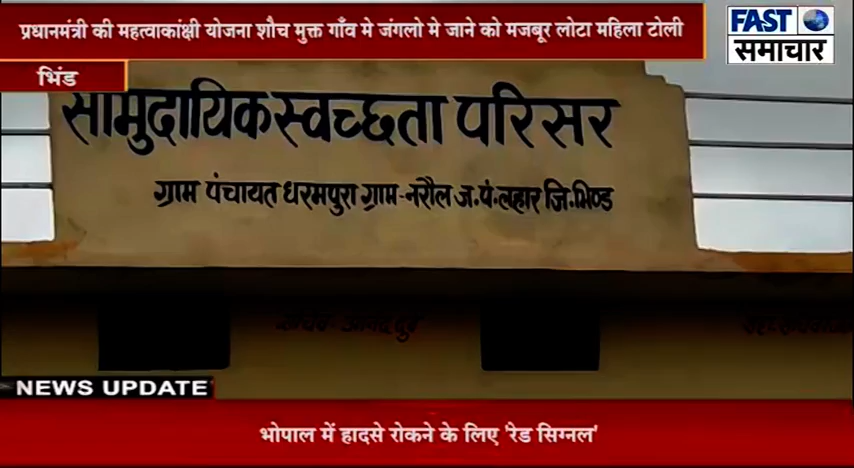 प्रधानमंत्री की महत्वाकांक्षी योजना शौच मुक्त गाँव मे जंगलो मे जाने को मजबूर लोटा महिला टोली
FAST
समाचार
भिंड
सामुदायिक स्वच्छता परिसर
ग्राम पंचायत धरमपुरा ग्राम-नरौल ज.पं.लहार जि.भिण्ड
NEWS UPDATE
भोपाल में हादसे रोकने के लिए 'रेड सिग्नल'